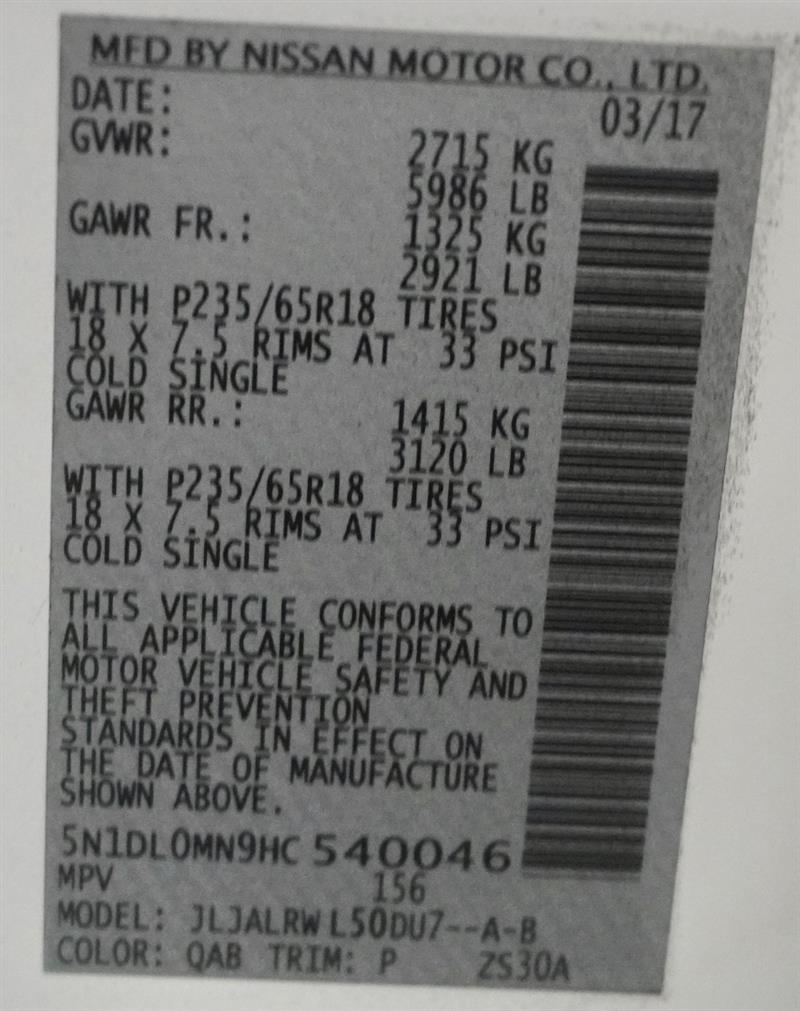 MFD BY NISSAN MOTOR CO., LTD.
DATE: 03/17
GVWR: 2715 KG
5986 LB
GAWR FR.: 1325 KG
2921 LB
WITH P235/65R18 TIRES
18 X 7.5 RIMS AT 33 PSI
COLD SINGLE
GAWR RR.: 1415 KG
3120 LB
WITH P235/65R18 TIRES
18 X 7.5 RIMS AT 33 PSI
COLD SINGLE
THIS VEHICLE CONFORMS TO
ALL APPLICABLE FEDERAL
MOTOR VEHICLE SAFETY AND
THEFT PREVENTION
STANDARDS IN EFFECT ON
THE DATE OF MANUFACTURE
SHOWN ABOVE.
5N1DL0MN9HC 540046
MPV 156
MODEL: JLJALRW L50DU7--A-B
COLOR: QAB TRIM: P ZS30A